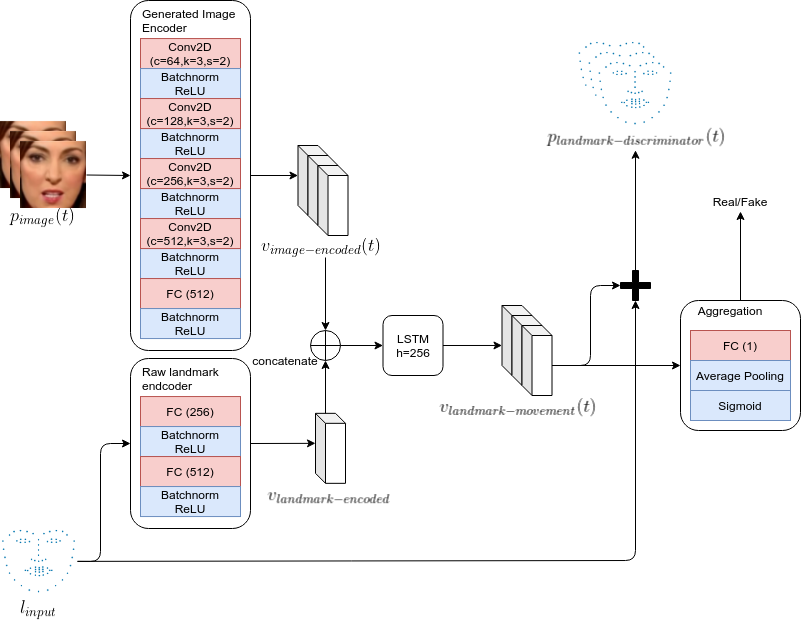 Generated Image
Encoder
Conv2D
(c=64,k=3,s=2)
Batchnorm
ReLU
Conv2D
(c=128,k=3,s=2)
Batchnorm
ReLU
Conv2D
(c=256,k=3,s=2)
Batchnorm
ReLU
Conv2D
(c=512,k=3,s=2)
Batchnorm
ReLU
FC (512)
Batchnorm
ReLU
p_{image}(t)
v_{image-encoded}(t)
concatenate
Raw landmark
endcoder
FC (256)
Batchnorm
ReLU
FC (512)
Batchnorm
ReLU
v_{landmark-encoded}
l_{input}
LSTM
h=256
v_{landmark-movement}(t)
p_{landmark-discriminator}(t)
Real/Fake
Aggregation
FC (1)
Average Pooling
Sigmoid